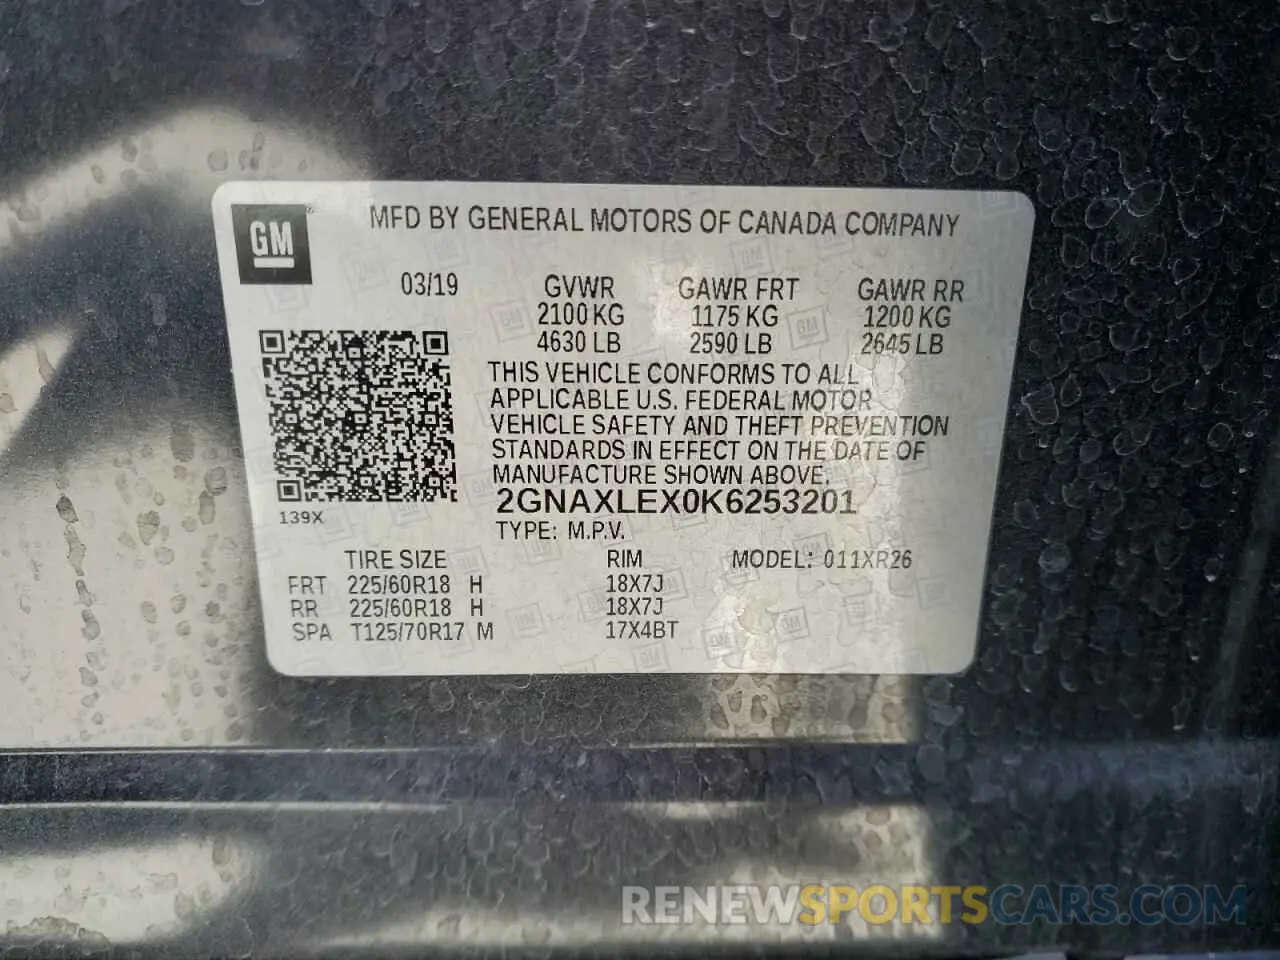 GM
MFD BY GENERAL MOTORS OF CANADA COMPANY
03/19 GVWR GAWR FRT GAWR RR
2100 KG 1175 KG 1200 KG
4630 LB 2590 LB 2645 LB
THIS VEHICLE CONFORMS TO ALL
APPLICABLE U.S. FEDERAL MOTOR
VEHICLE SAFETY AND THEFT PREVENTION
STANDARDS IN EFFECT ON THE DATE OF
MANUFACTURE SHOWN ABOVE.
2GNAXLEX0K6253201
139X
TYPE: M.P.V.
TIRE SIZE RIM MODEL: 011XR26
FRT 225/60R18 H 18X7J
RR 225/60R18 H 18X7J
SPA T125/70R17 M 17X4BT
RENEWSPORTSCARS.COM